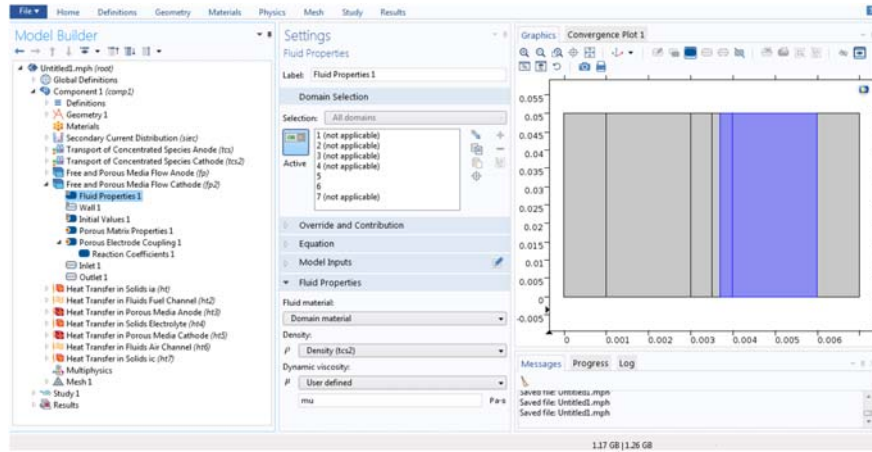 File Home Definitions Geometry Materials Physics Mesh Study Results
Model Builder
Untitled1.mph (root)
Global Definitions
Component 1 (comp1)
Definitions
Geometry 1
Materials
Secondary Current Distribution (siec)
Transport of Concentrated Species Anode (tcs)
Transport of Concentrated Species Cathode (tcs2)
Free and Porous Media Flow Anode (fp)
Free and Porous Media Flow Cathode (fp2)
Fluid Properties 1
Wall 1
Initial Values 1
Porous Matrix Properties 1
Porous Electrode Coupling 1
Reaction Coefficients 1
Inlet 1
Outlet 1
Heat Transfer in Solids ia (ht)
Heat Transfer in Fluids Fuel Channel (ht2)
Heat Transfer in Porous Media Anode (ht3)
Heat Transfer in Solids Electrolyte (ht4)
Heat Transfer in Porous Media Cathode (ht5)
Heat Transfer in Fluids Air Channel (ht6)
Heat Transfer in Solids ic (ht7)
Multiphysics
Mesh 1
Study 1
Results
Settings
Fluid Properties
Label: Fluid Properties 1
Domain Selection
Selection: All domains
Active
1 (not applicable)
2 (not applicable)
3 (not applicable)
4 (not applicable)
5
6
7 (not applicable)
Override and Contribution
Equation
Model Inputs
Fluid Properties
Fluid material:
Domain material
Density:
ρ Density (tcs2)
Dynamic viscosity:
μ User defined
mu Pa·s
Graphics Convergence Plot 1
0.055
0.05
0.045
0.04
0.035
0.03
0.025
0.02
0.015
0.01
0.005
0
-0.005
0 0.001 0.002 0.003 0.004 0.005 0.006
Messages Progress Log
Saved file: Untitled1.mph
Saved file: Untitled1.mph
Saved file: Untitled1.mph
1.17 GB | 1.26 GB